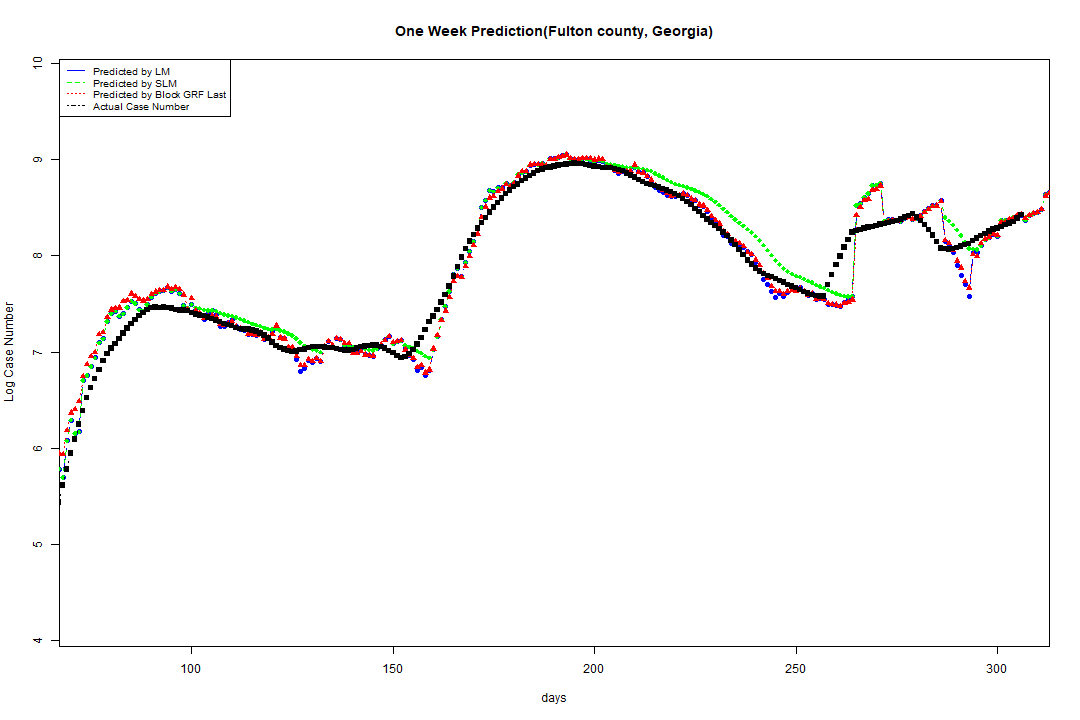 One Week Prediction(Fulton county, Georgia)
Predicted by LM
Predicted by SLM
Predicted by Block GRF Last
Actual Case Number
10
9
8
7
6
5
4
Log Case Number
100 150 200 250 300
days